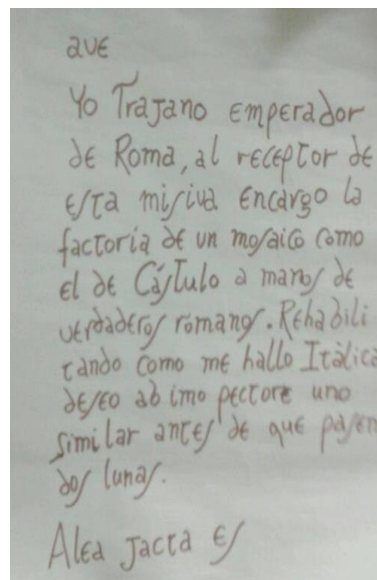 ave
Yo Trajano emperador
de Roma, al receptor de
esta misiva encargo la
factoria de un mosaico como
el de Cástulo a manos de
verdaderos romanos. Rehabili
tando como me hallo Itálica
deseo ab imo pectore uno
similar antes de que pasen
dos lunas.
Alea Jacta es